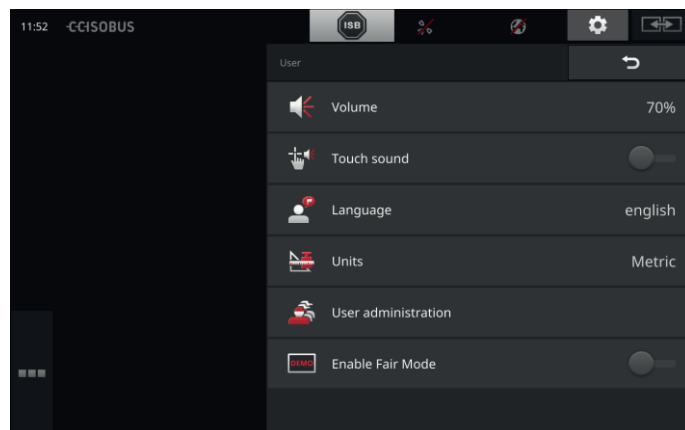 11:52 CCISOBUS
ISB
User
Volume 70%
Touch sound
Language english
Units Metric
User administration
DEMO Enable Fair Mode